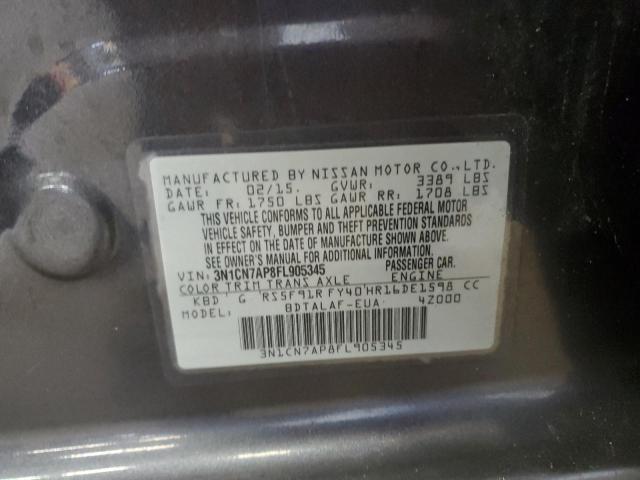 MANUFACTURED BY NISSAN MOTOR CO.,LTD.
DATE: 02/15. GVWR: 3389 LBS
GAWR FR: 1750 LBS GAWR RR: 1708 LBS
THIS VEHICLE CONFORMS TO ALL APPLICABLE FEDERAL MOTOR
VEHICLE SAFETY, BUMPER AND THEFT PREVENTION STANDARDS
IN EFFECT ON THE DATE OF MANUFACTURE SHOWN ABOVE.
SEE OWNER'S MANUAL FOR ADDITIONAL INFORMATION.
VIN: 3N1CN7AP8FL905345 PASSENGER CAR.
COLOR TRIM TRANS AXLE ENGINE
KBD G RS5F91R FY40 HR16DE1598 CC
MODEL: BDTALAF-EUA 4Z000
3N1CN7AP8FL905345